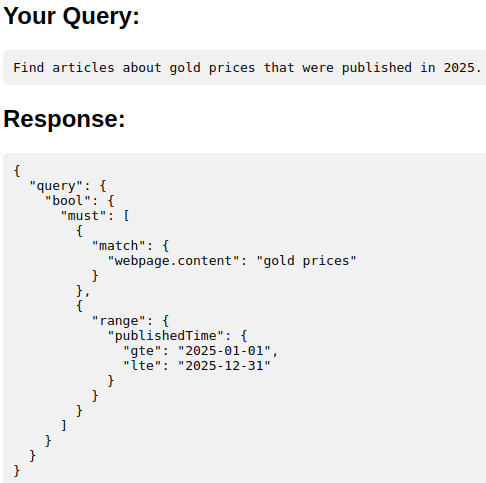 Your Query:
Find articles about gold prices that were published in 2025.
Response:
{
  "query": {
    "bool": {
      "must": [
        {
          "match": {
            "webpage.content": "gold prices"
          }
        },
        {
          "range": {
            "publishedTime": {
              "gte": "2025-01-01",
              "lte": "2025-12-31"
            }
          }
        }
      ]
    }
  }
}